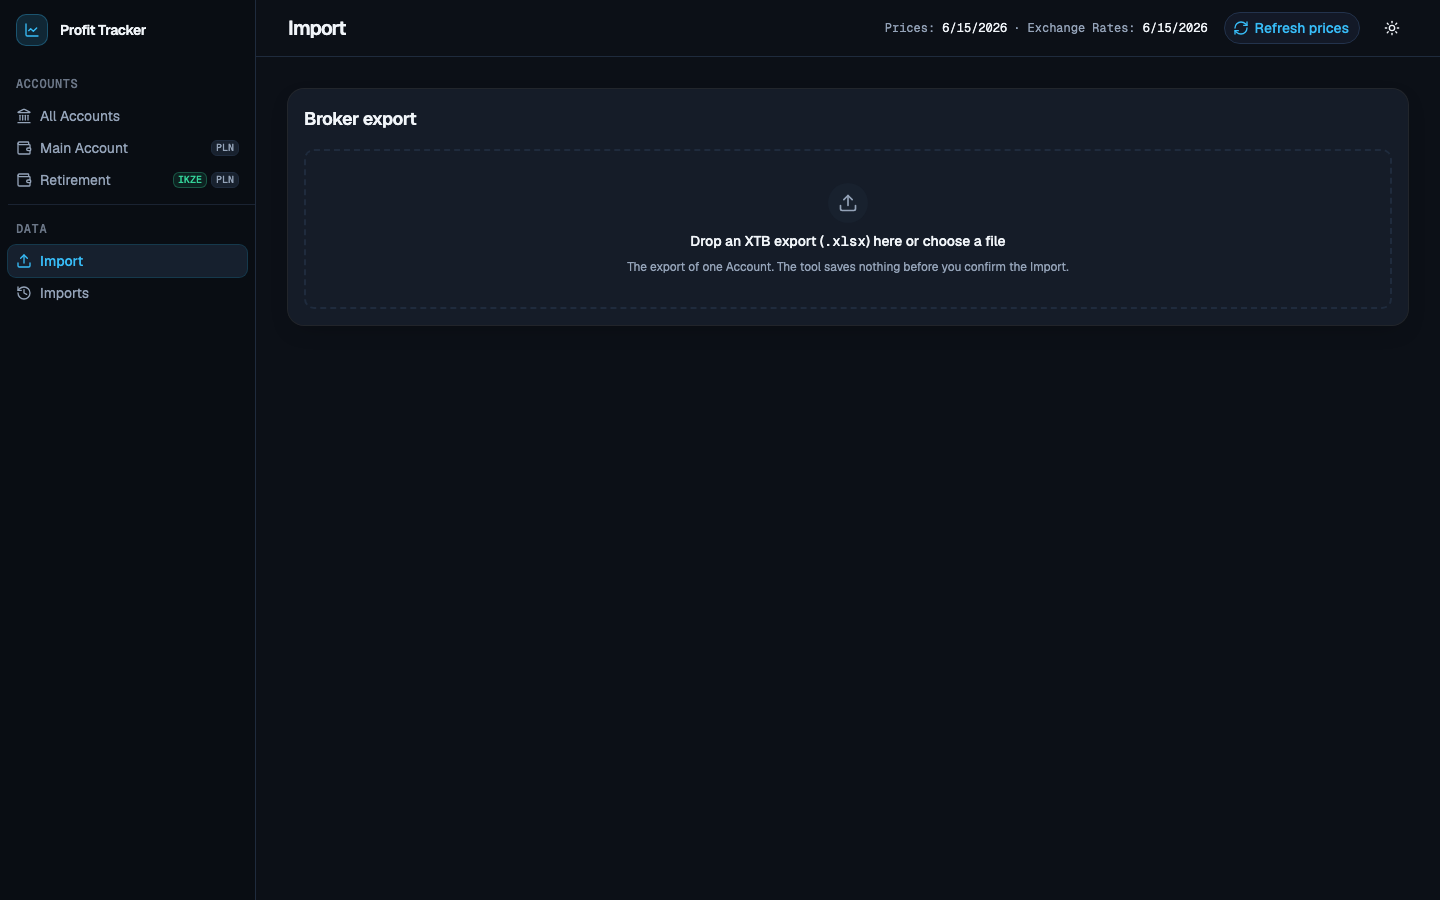 Profit Tracker
ACCOUNTS
All Accounts
Main Account PLN
Retirement IKZE PLN
DATA
Import
Imports
Import
Prices: 6/15/2026 · Exchange Rates: 6/15/2026
Refresh prices
Broker export
Drop an XTB export (.xlsx) here or choose a file
The export of one Account. The tool saves nothing before you confirm the Import.